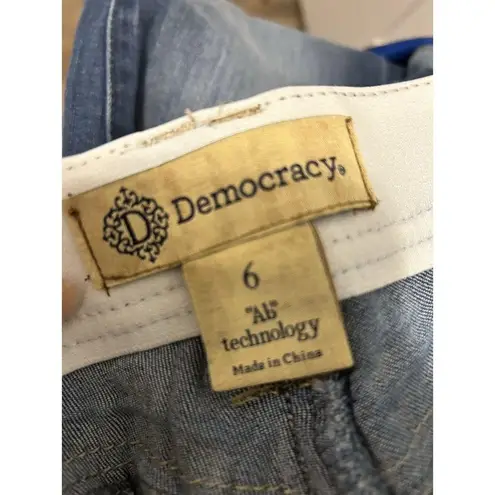 D Democracy®
6
"Ab"
technology
Made in China